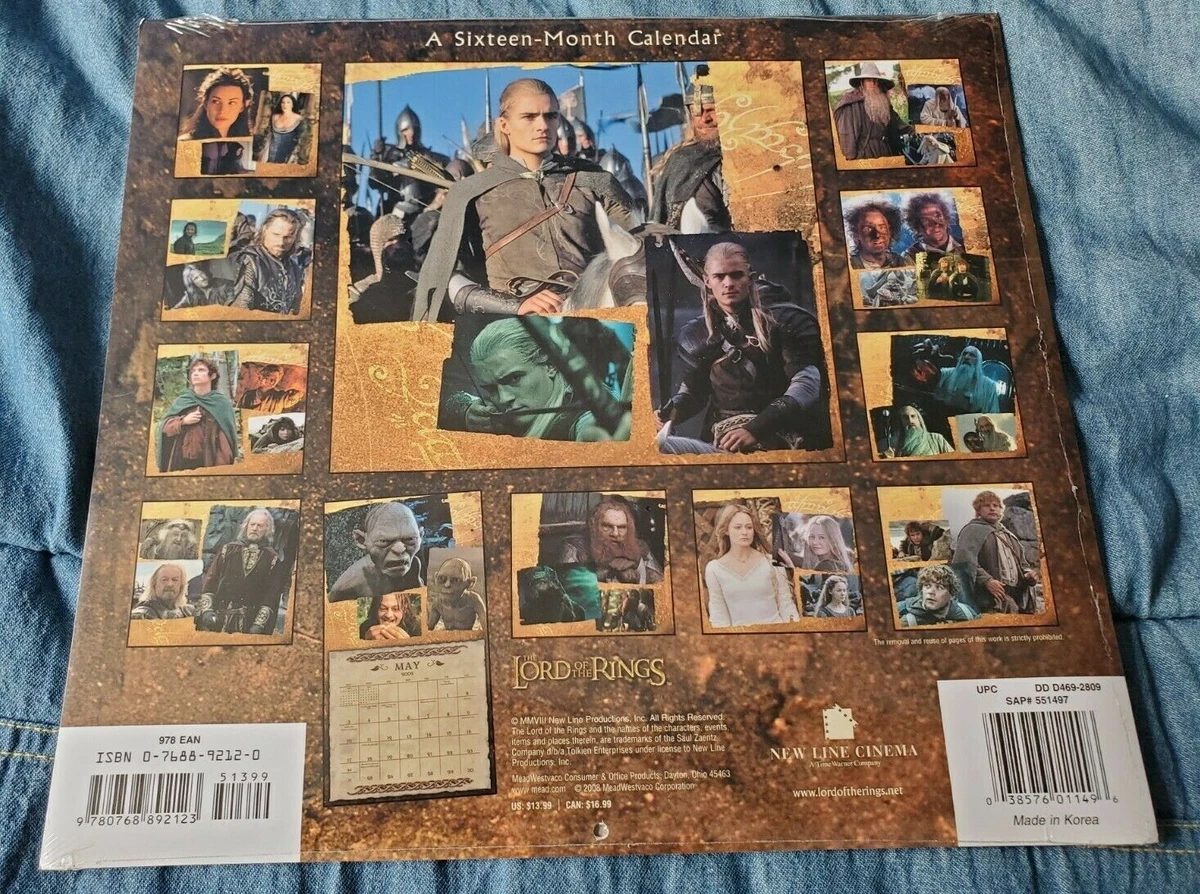 A Sixteen-Month Calendar
The removal and reuse of pages of this work is strictly prohibited.
MAY
THE LORD OF THE RINGS
© MMVIII New Line Productions, Inc. All Rights Reserved.
The Lord of the Rings and the names of the characters, events,
items and places therein, are trademarks of the Saul Zaentz
Company d/b/a Tolkien Enterprises under license to New Line
Productions, Inc.
MeadWestvaco Consumer & Office Products, Dayton, Ohio 45463
www.mead.com © 2008 MeadWestvaco Corporation
US: $13.99 | CAN: $16.99
NEW LINE CINEMA
A Time Warner Company
www.lordoftherings.net
978 EAN
ISBN 0-7688-9212-0
51399
9 780768 892123
UPC DD D469-2809
SAP# 551497
0 38576 01149 6
Made in Korea